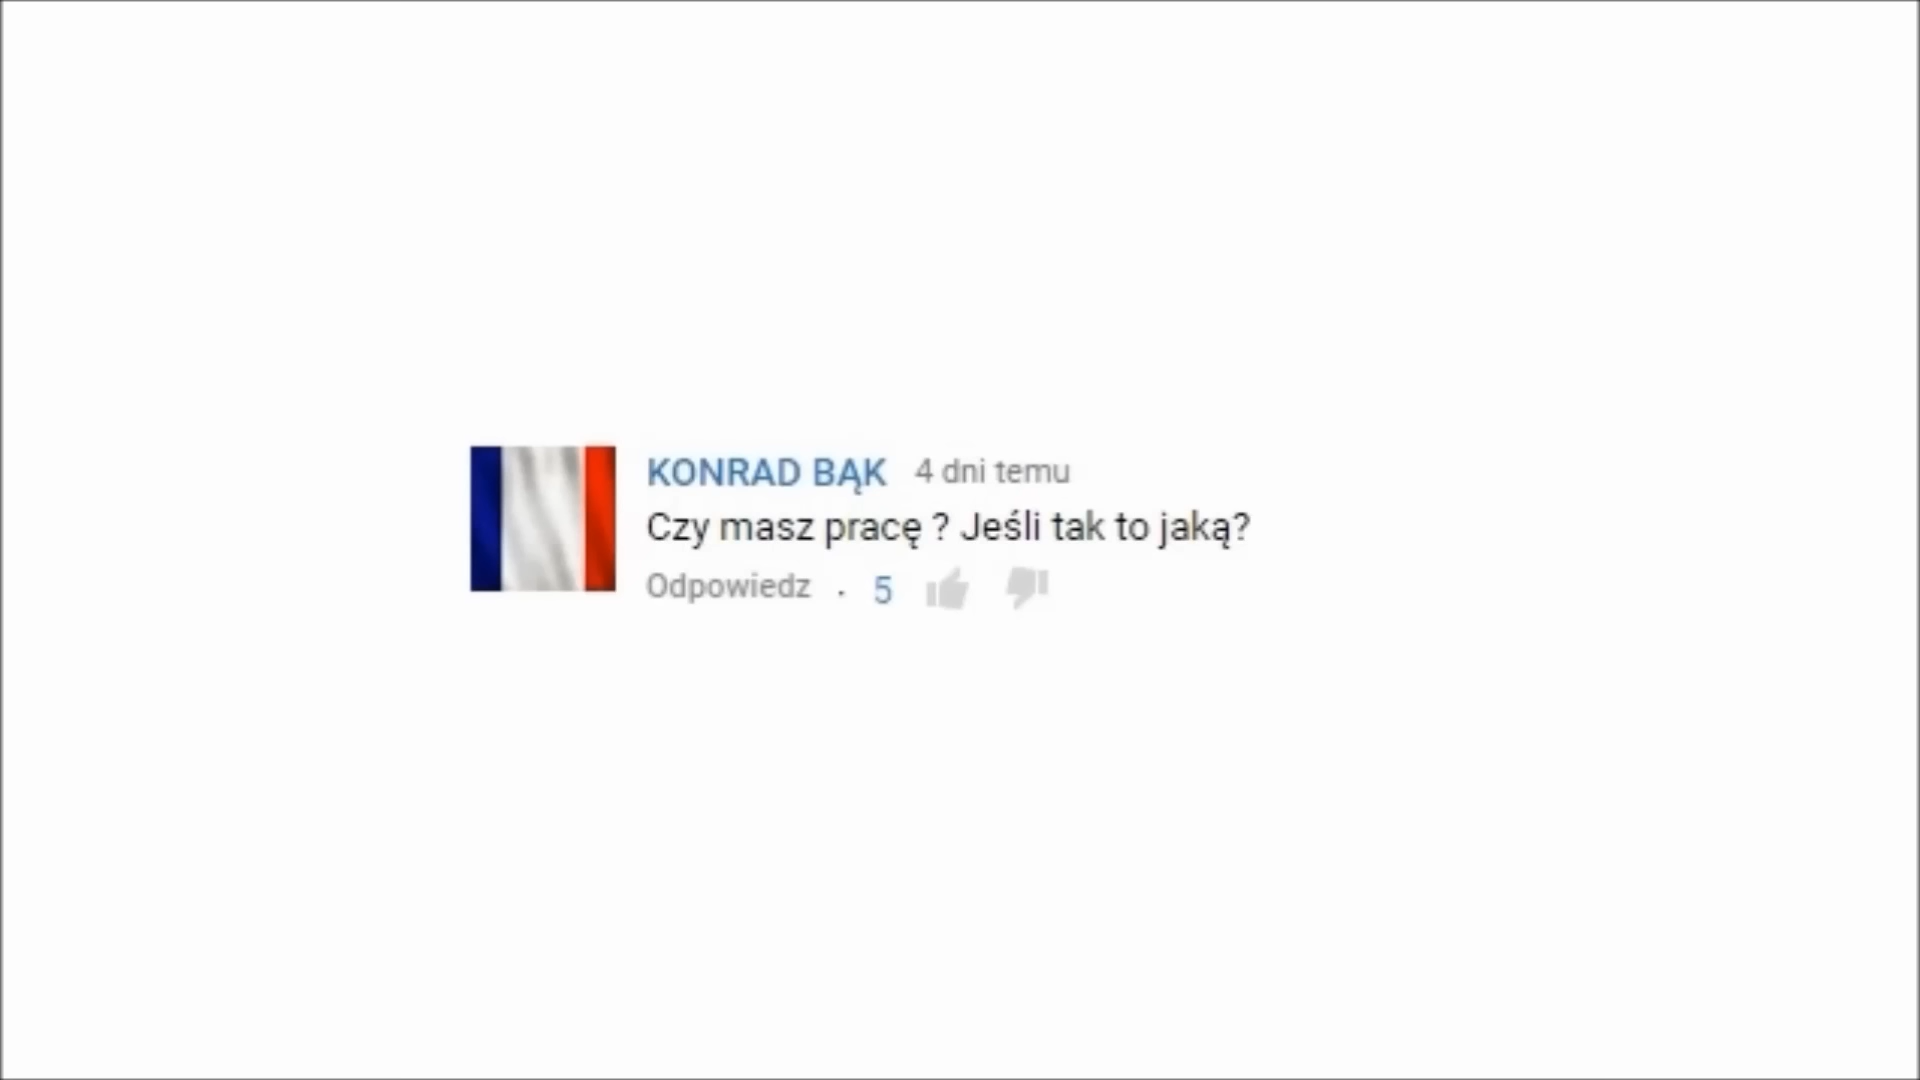 KONRAD BĄK 4 dni temu
Czy masz pracę ? Jeśli tak to jaką?
Odpowiedz · 5